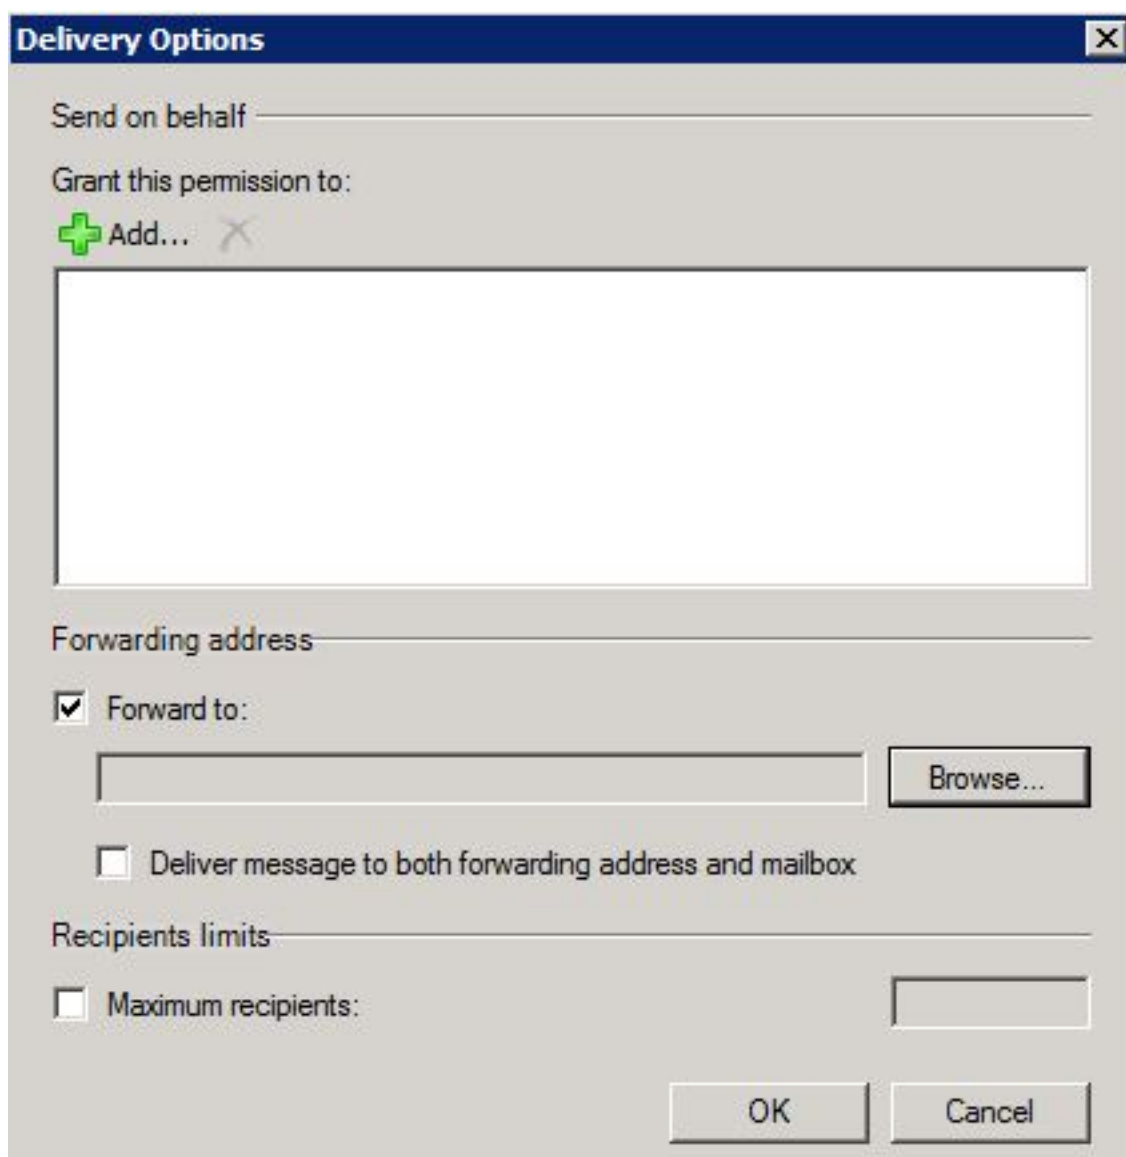 Delivery Options
Send on behalf
Grant this permission to:
Add...
Forwarding address
Forward to:
Browse...
Deliver message to both forwarding address and mailbox
Recipients limits
Maximum recipients:
OK Cancel